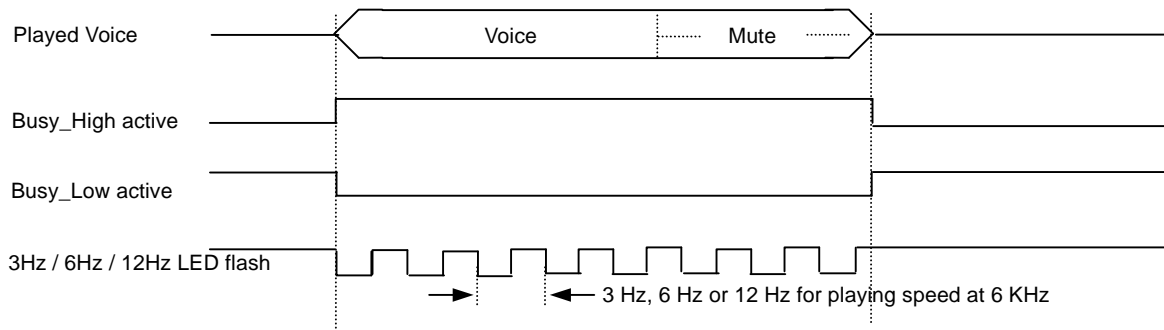 Played Voice
Voice
Mute
Busy_High active
Busy_Low active
3Hz / 6Hz / 12Hz LED flash
3 Hz, 6 Hz or 12 Hz for playing speed at 6 KHz